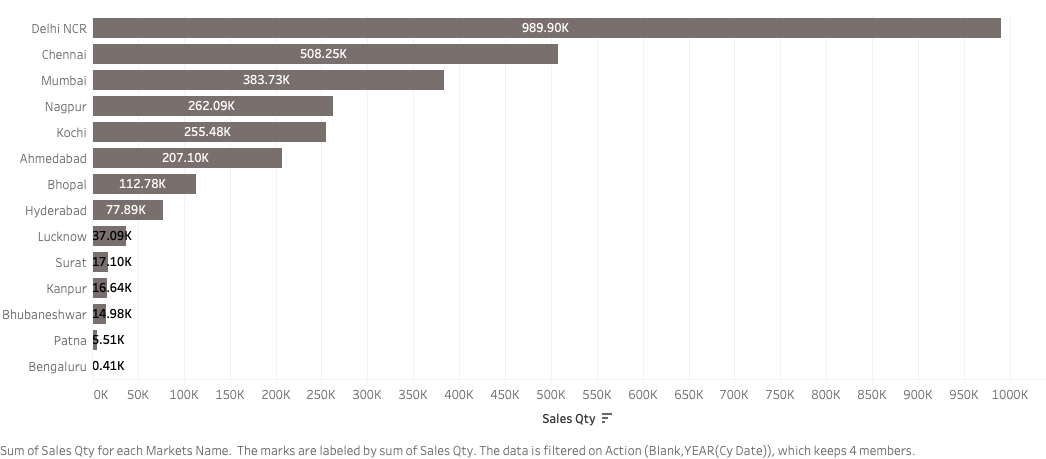 Delhi NCR 989.90K
Chennai 508.25K
Mumbai 383.73K
Nagpur 262.09K
Kochi 255.48K
Ahmedabad 207.10K
Bhopal 112.78K
Hyderabad 77.89K
Lucknow 37.09K
Surat 17.10K
Kanpur 16.64K
Bhubaneshwar 14.98K
Patna 5.51K
Bengaluru 0.41K
0K 50K 100K 150K 200K 250K 300K 350K 400K 450K 500K 550K 600K 650K 700K 750K 800K 850K 900K 950K 1000K
Sales Qty
Sum of Sales Qty for each Markets Name. The marks are labeled by sum of Sales Qty. The data is filtered on Action (Blank,YEAR(Cy Date)), which keeps 4 members.